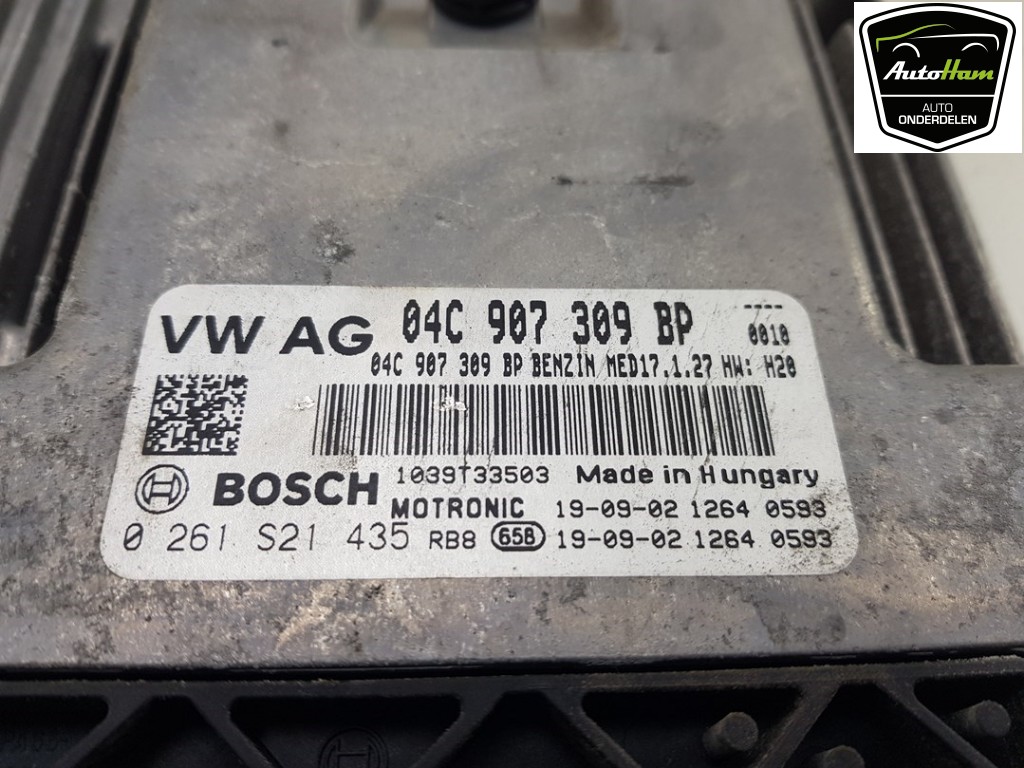 AutoHam
AUTO
ONDERDELEN
VW AG 04C 907 309 BP ---- 0010
04C 907 309 BP BENZIN MED17.1.27 HW: H20
BOSCH 1039T33503 Made in Hungary
MOTRONIC 19-09-02 1264 0593
0 261 S21 435 RB8 658 19-09-02 1264 0593